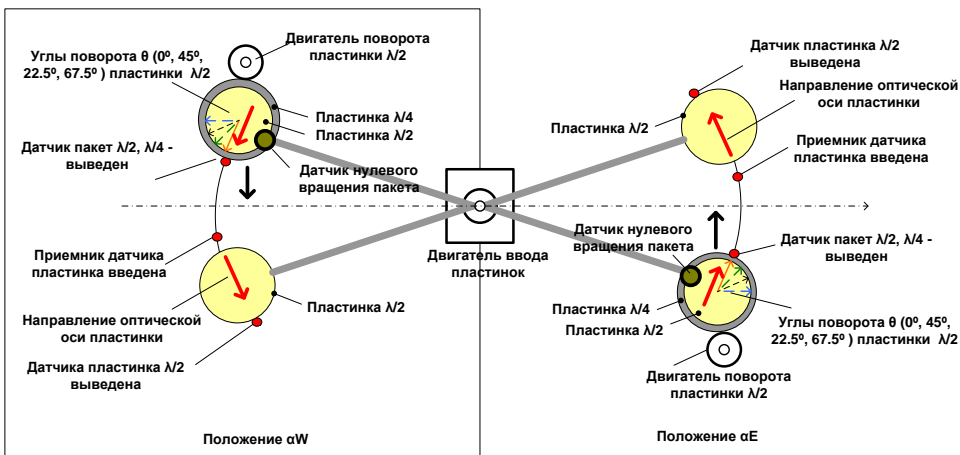 Углы поворота θ (0º, 45º,
22.5º, 67.5º ) пластинки λ/2
Двигатель поворота
пластинки λ/2
Пластинка λ/4
Пластинка λ/2
Датчик пакет λ/2, λ/4 -
выведен
Датчик нулевого
вращения пакета
Приемник датчика
пластинка введена
Двигатель ввода
пластинок
Пластинка λ/2
Направление оптической
оси пластинки
Датчика пластинка λ/2
выведена
Положение αW
Датчик пластинка λ/2
выведена
Направление оптической
оси пластинки
Пластинка λ/2
Приемник датчика
пластинка введена
Датчик нулевого
вращения пакета
Датчик пакет λ/2, λ/4 -
выведен
Пластинка λ/4
Пластинка λ/2
Углы поворота θ (0º, 45º,
22.5º, 67.5º ) пластинки λ/2
Двигатель поворота
пластинки λ/2
Положение αE